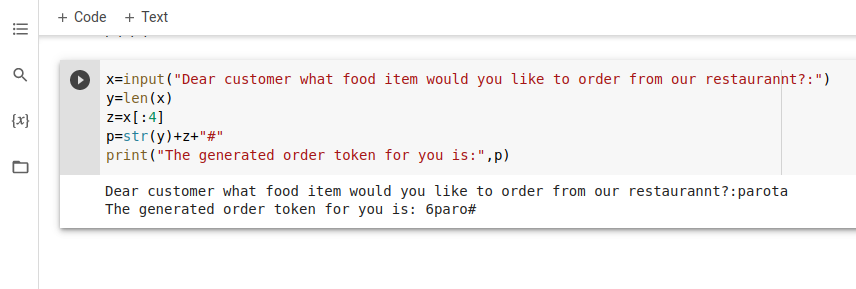 + Code + Text
{x}
x=input("Dear customer what food item would you like to order from our restaurannt?:")
y=len(x)
z=x[:4]
p=str(y)+z+"#"
print("The generated order token for you is:",p)
Dear customer what food item would you like to order from our restaurannt?:parota
The generated order token for you is: 6paro#